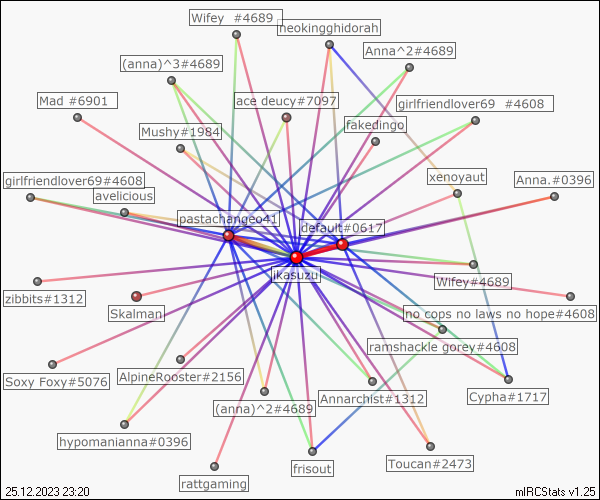 Wifey #4689
neokingghidorah
Anna^2#4689
(anna)^3#4689
Mad #6901
ace deucy#7097
girlfriendlover69 #4608
Mushy#1984
fakedingo
girlfriendlover69#4608
xenoyaut
Anna.#0396
avelicious
pastachangeo41
default#0617
ikasuzu
Wifey#4689
zibbits#1312
Skalman
no cops no laws no hope#4608
ramshackle gorey#4608
Soxy Foxy#5076
AlpineRooster#2156
Annarchist#1312
Cypha#1717
(anna)^2#4689
hypomanianna#0396
rattgaming
frisout
Toucan#2473
25.12.2023 23:20
mIRCStats v1.25